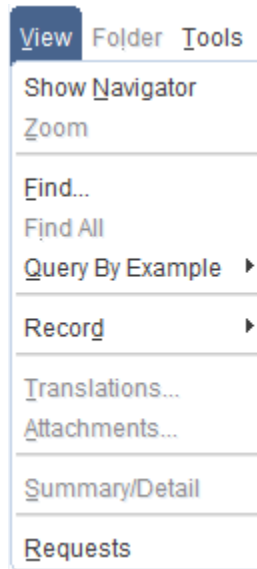 View Folder Tools
Show Navigator
Zoom
Find...
Find All
Query By Example
Record
Translations...
Attachments...
Summary/Detail
Requests